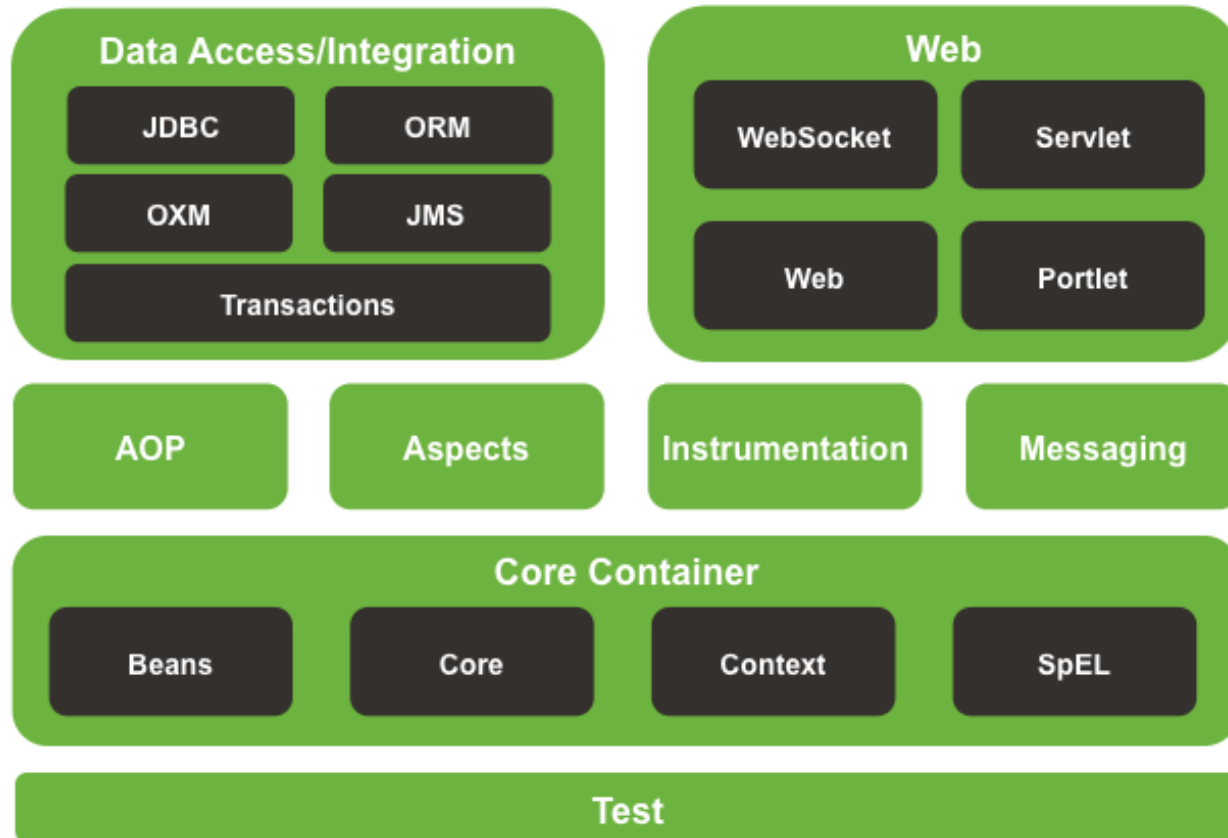 Data Access/Integration
JDBC
ORM
OXM
JMS
Transactions
Web
WebSocket
Servlet
Web
Portlet
AOP
Aspects
Instrumentation
Messaging
Core Container
Beans
Core
Context
SpEL
Test